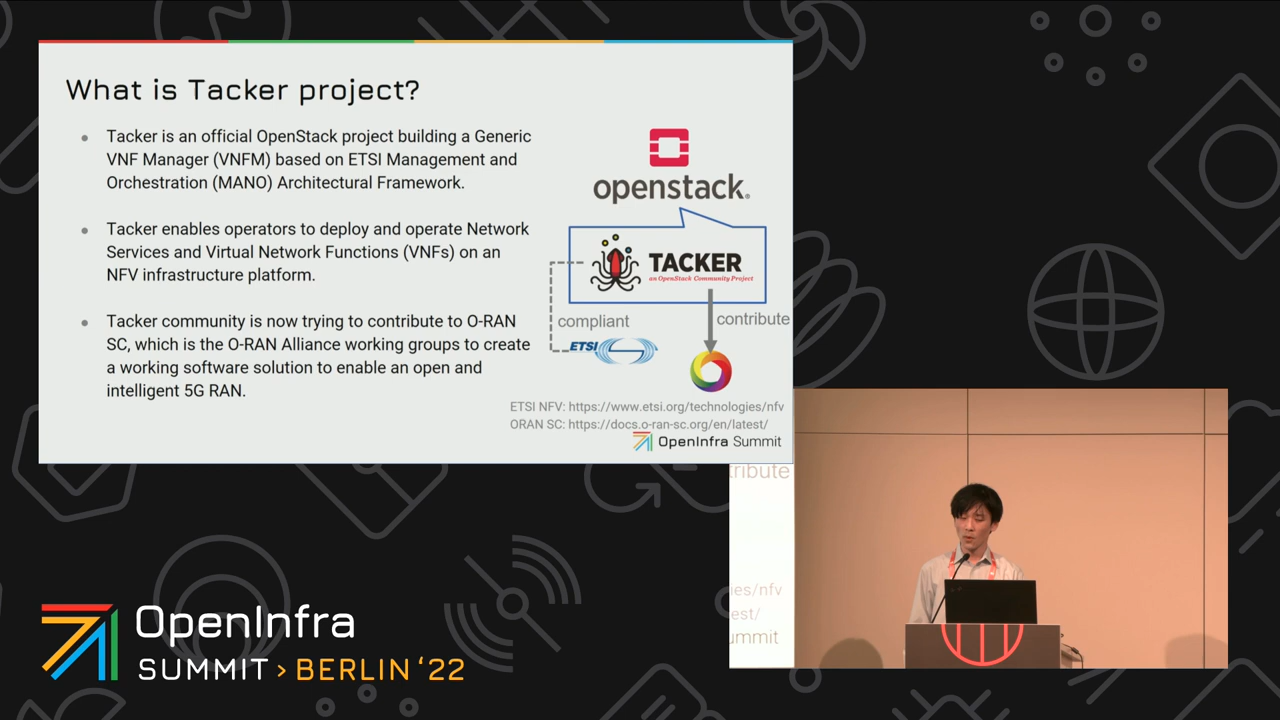 What is Tacker project?
Tacker is an official OpenStack project building a Generic
VNF Manager (VNFM) based on ETSI Management and
Orchestration (MANO) Architectural Framework.
Tacker enables operators to deploy and operate Network
Services and Virtual Network Functions (VNFs) on an
NFV infrastructure platform.
Tacker community is now trying to contribute to O-RAN
SC, which is the O-RAN Alliance working groups to create
a working software solution to enable an open and
intelligent 5G RAN.
openstack®
TACKER
an OpenStack Community Project
compliant
contribute
ETSI
ETSI NFV: https://www.etsi.org/technologies/nfv
ORAN SC: https://docs.o-ran-sc.org/en/latest/
OpenInfra Summit
tribute
ies/nfv
est/
ummit
OpenInfra
SUMMIT > BERLIN ‘22